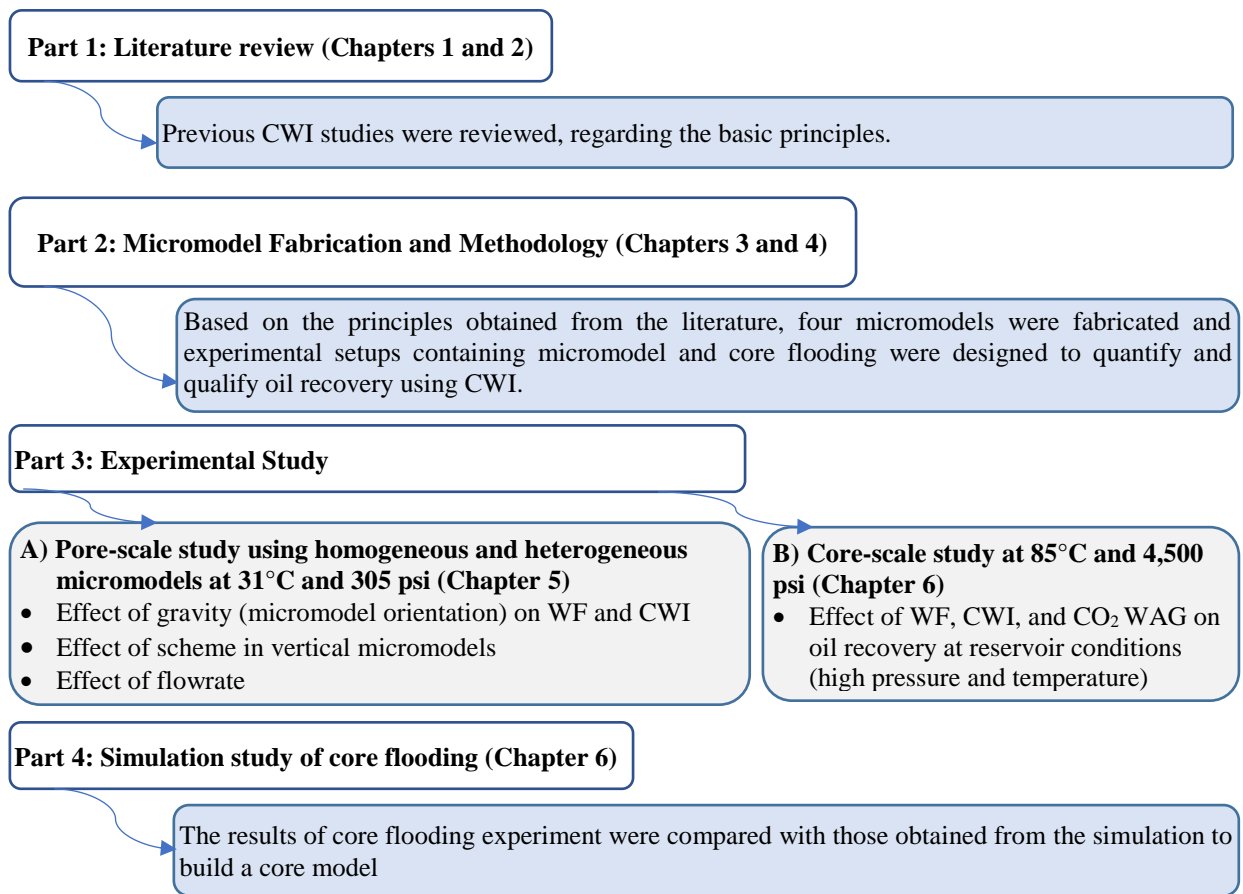 Part 1: Literature review (Chapters 1 and 2)
Previous CWI studies were reviewed, regarding the basic principles.
Part 2: Micromodel Fabrication and Methodology (Chapters 3 and 4)
Based on the principles obtained from the literature, four micromodels were fabricated and
experimental setups containing micromodel and core flooding were designed to quantify and
qualify oil recovery using CWI.
Part 3: Experimental Study
A) Pore-scale study using homogeneous and heterogeneous
micromodels at 31°C and 305 psi (Chapter 5)
• Effect of gravity (micromodel orientation) on WF and CWI
• Effect of scheme in vertical micromodels
• Effect of flowrate
B) Core-scale study at 85°C and 4,500
psi (Chapter 6)
• Effect of WF, CWI, and CO₂ WAG on
oil recovery at reservoir conditions
(high pressure and temperature)
Part 4: Simulation study of core flooding (Chapter 6)
The results of core flooding experiment were compared with those obtained from the simulation to
build a core model